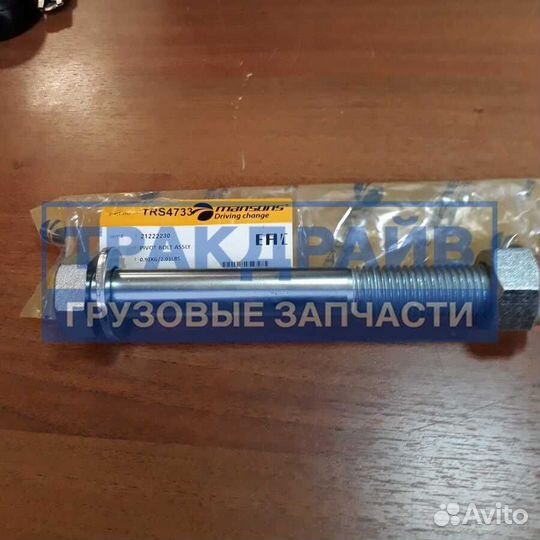 TRS4733 mansons
Driving change
21222230
PIVOT BOLT ASSLY
EAC
ТРАК ДРАЙВ
ГРУЗОВЫЕ ЗАПЧАСТИ
Avito